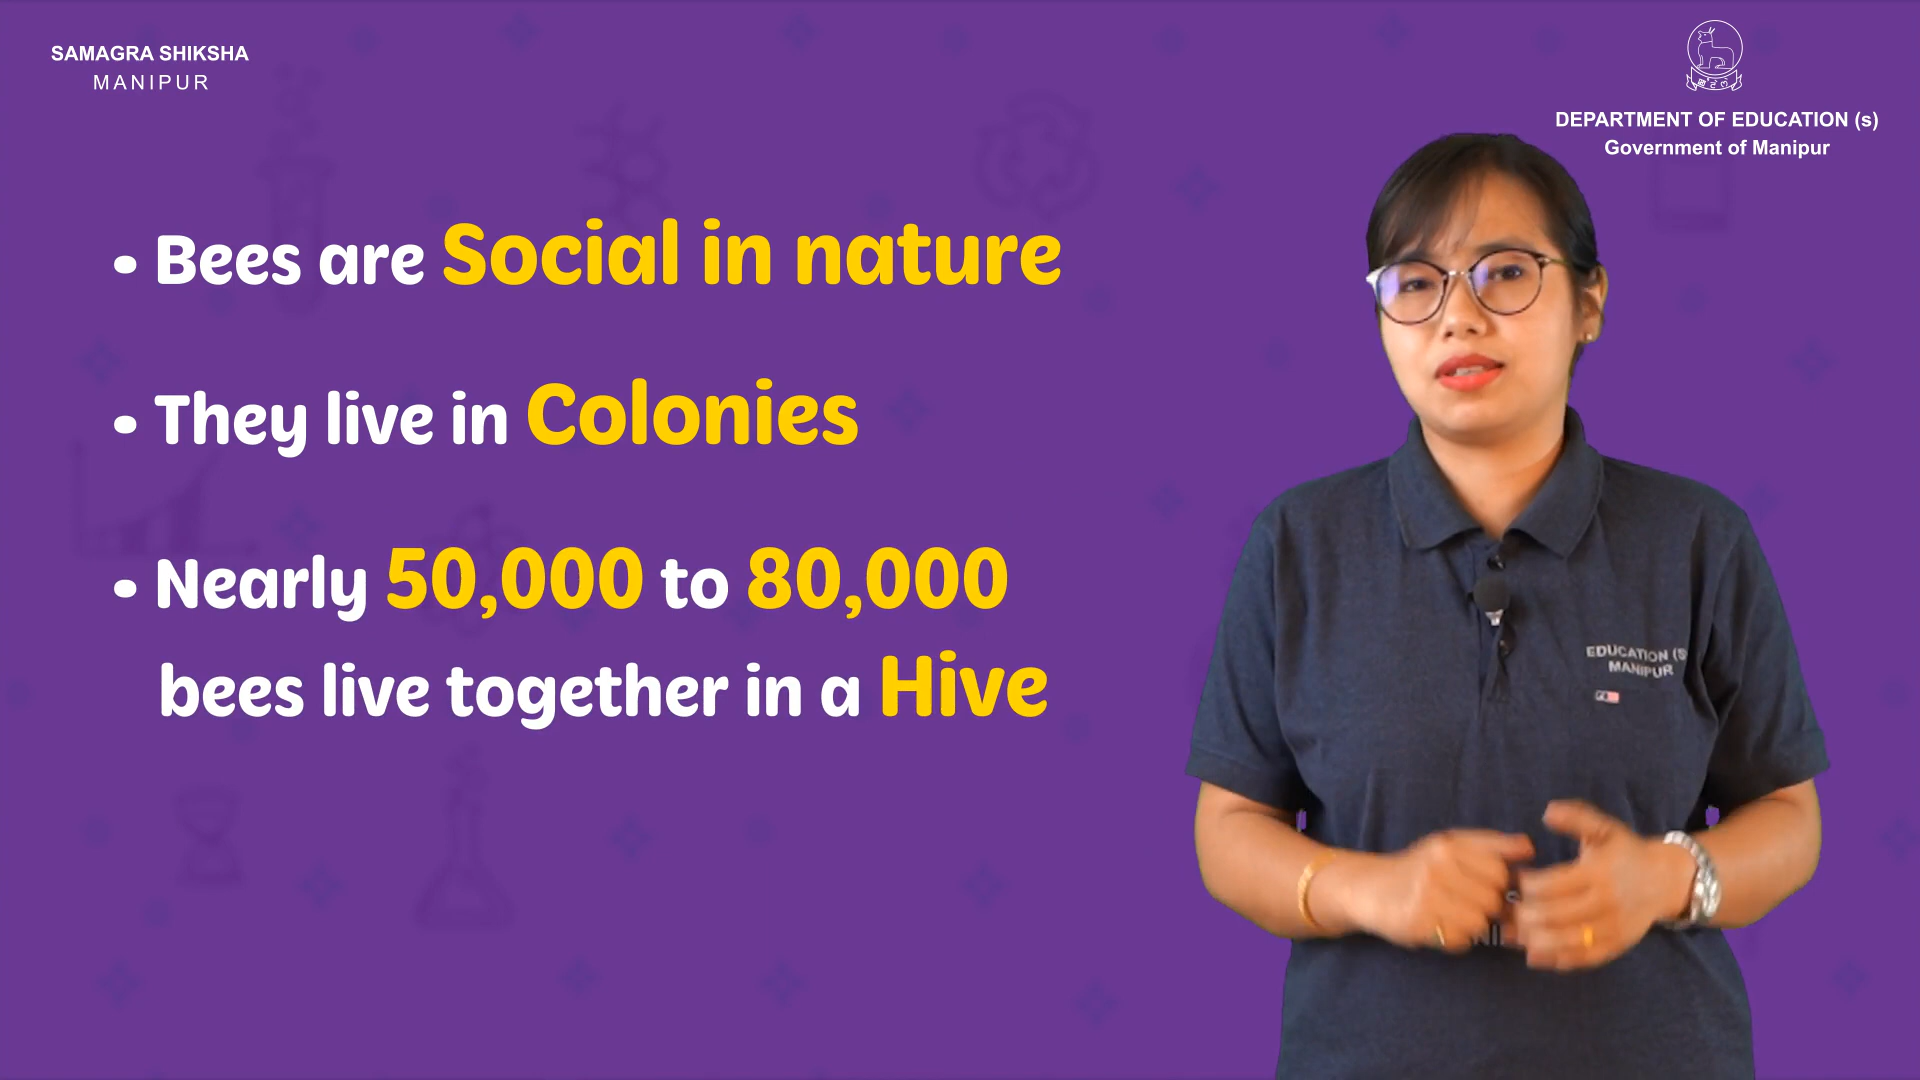 SAMAGRA SHIKSHA
MANIPUR
DEPARTMENT OF EDUCATION (s)
Government of Manipur
• Bees are Social in nature
• They live in Colonies
• Nearly 50,000 to 80,000
bees live together in a Hive
EDUCATION (S
MANIPUR